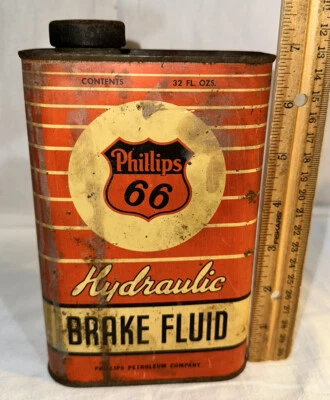 CONTENTS 32 FL. OZS.
Phillips
66
Hydraulic
BRAKE FLUID
PHILLIPS PETROLEUM COMPANY